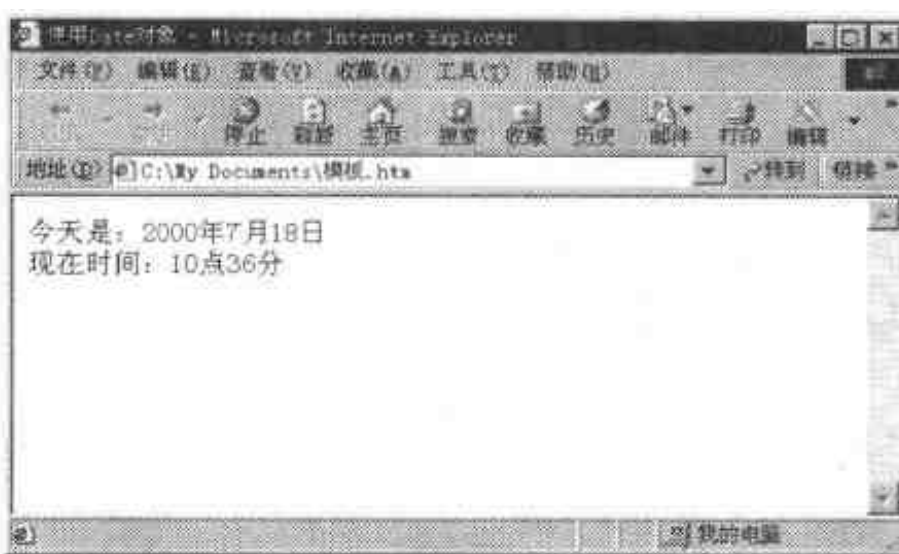 使用Date对象 - Microsoft Internet Explorer
文件(F) 编辑(E) 查看(V) 收藏(A) 工具(T) 帮助(H)
停止 刷新 主页 搜索 收藏 历史 邮件 打印 编辑
地址(D) C:\My Documents\模板.htm 转到 链接 »
今天是：2000年7月18日
现在时间：10点36分
我的电脑